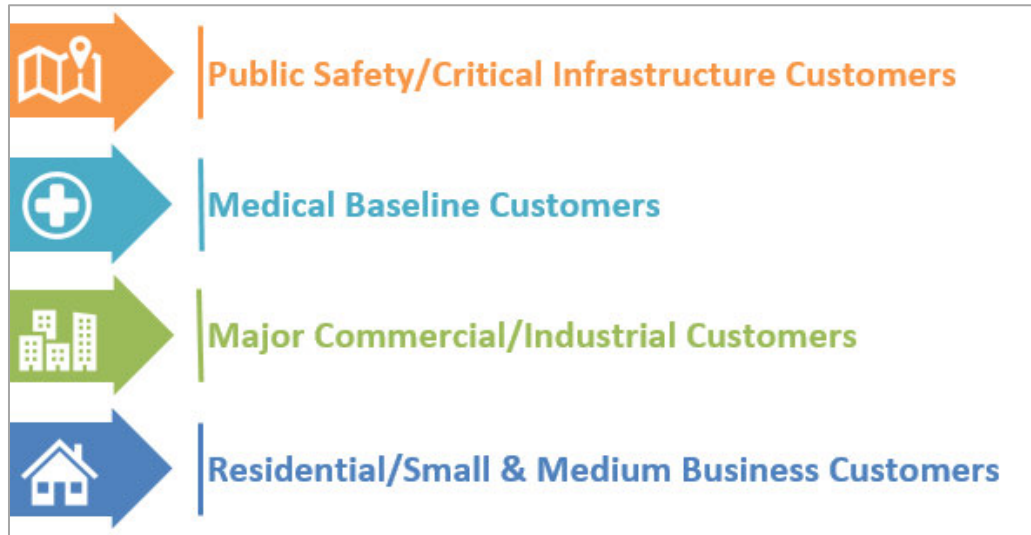 Public Safety/Critical Infrastructure Customers
Medical Baseline Customers
Major Commercial/Industrial Customers
Residential/Small & Medium Business Customers